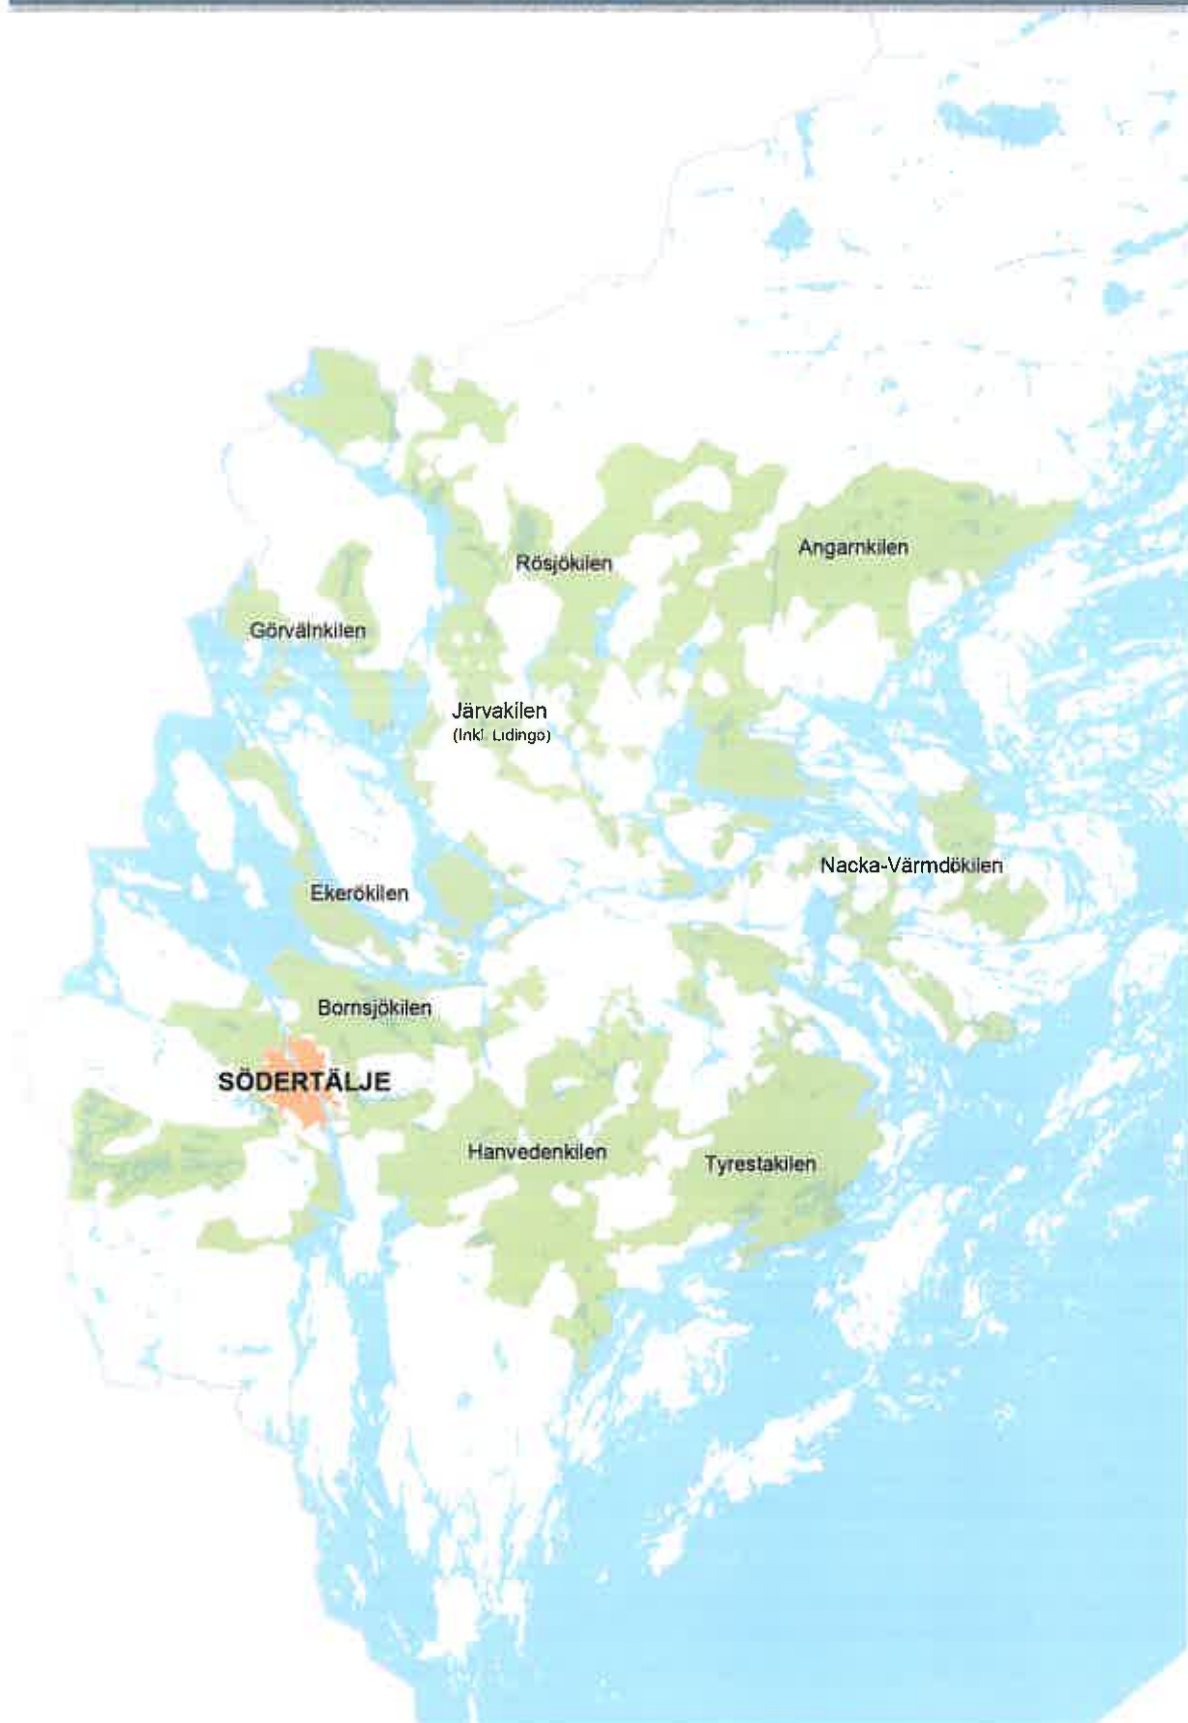 Angarnkilen
Rösjökilen
Görvälnkilen
Järvakilen
(Inkl. Lidingö)
Nacka-Värmdökilen
Ekerökilen
Bornsjökilen
SÖDERTÄLJE
Hanvedenkilen
Tyrestakilen